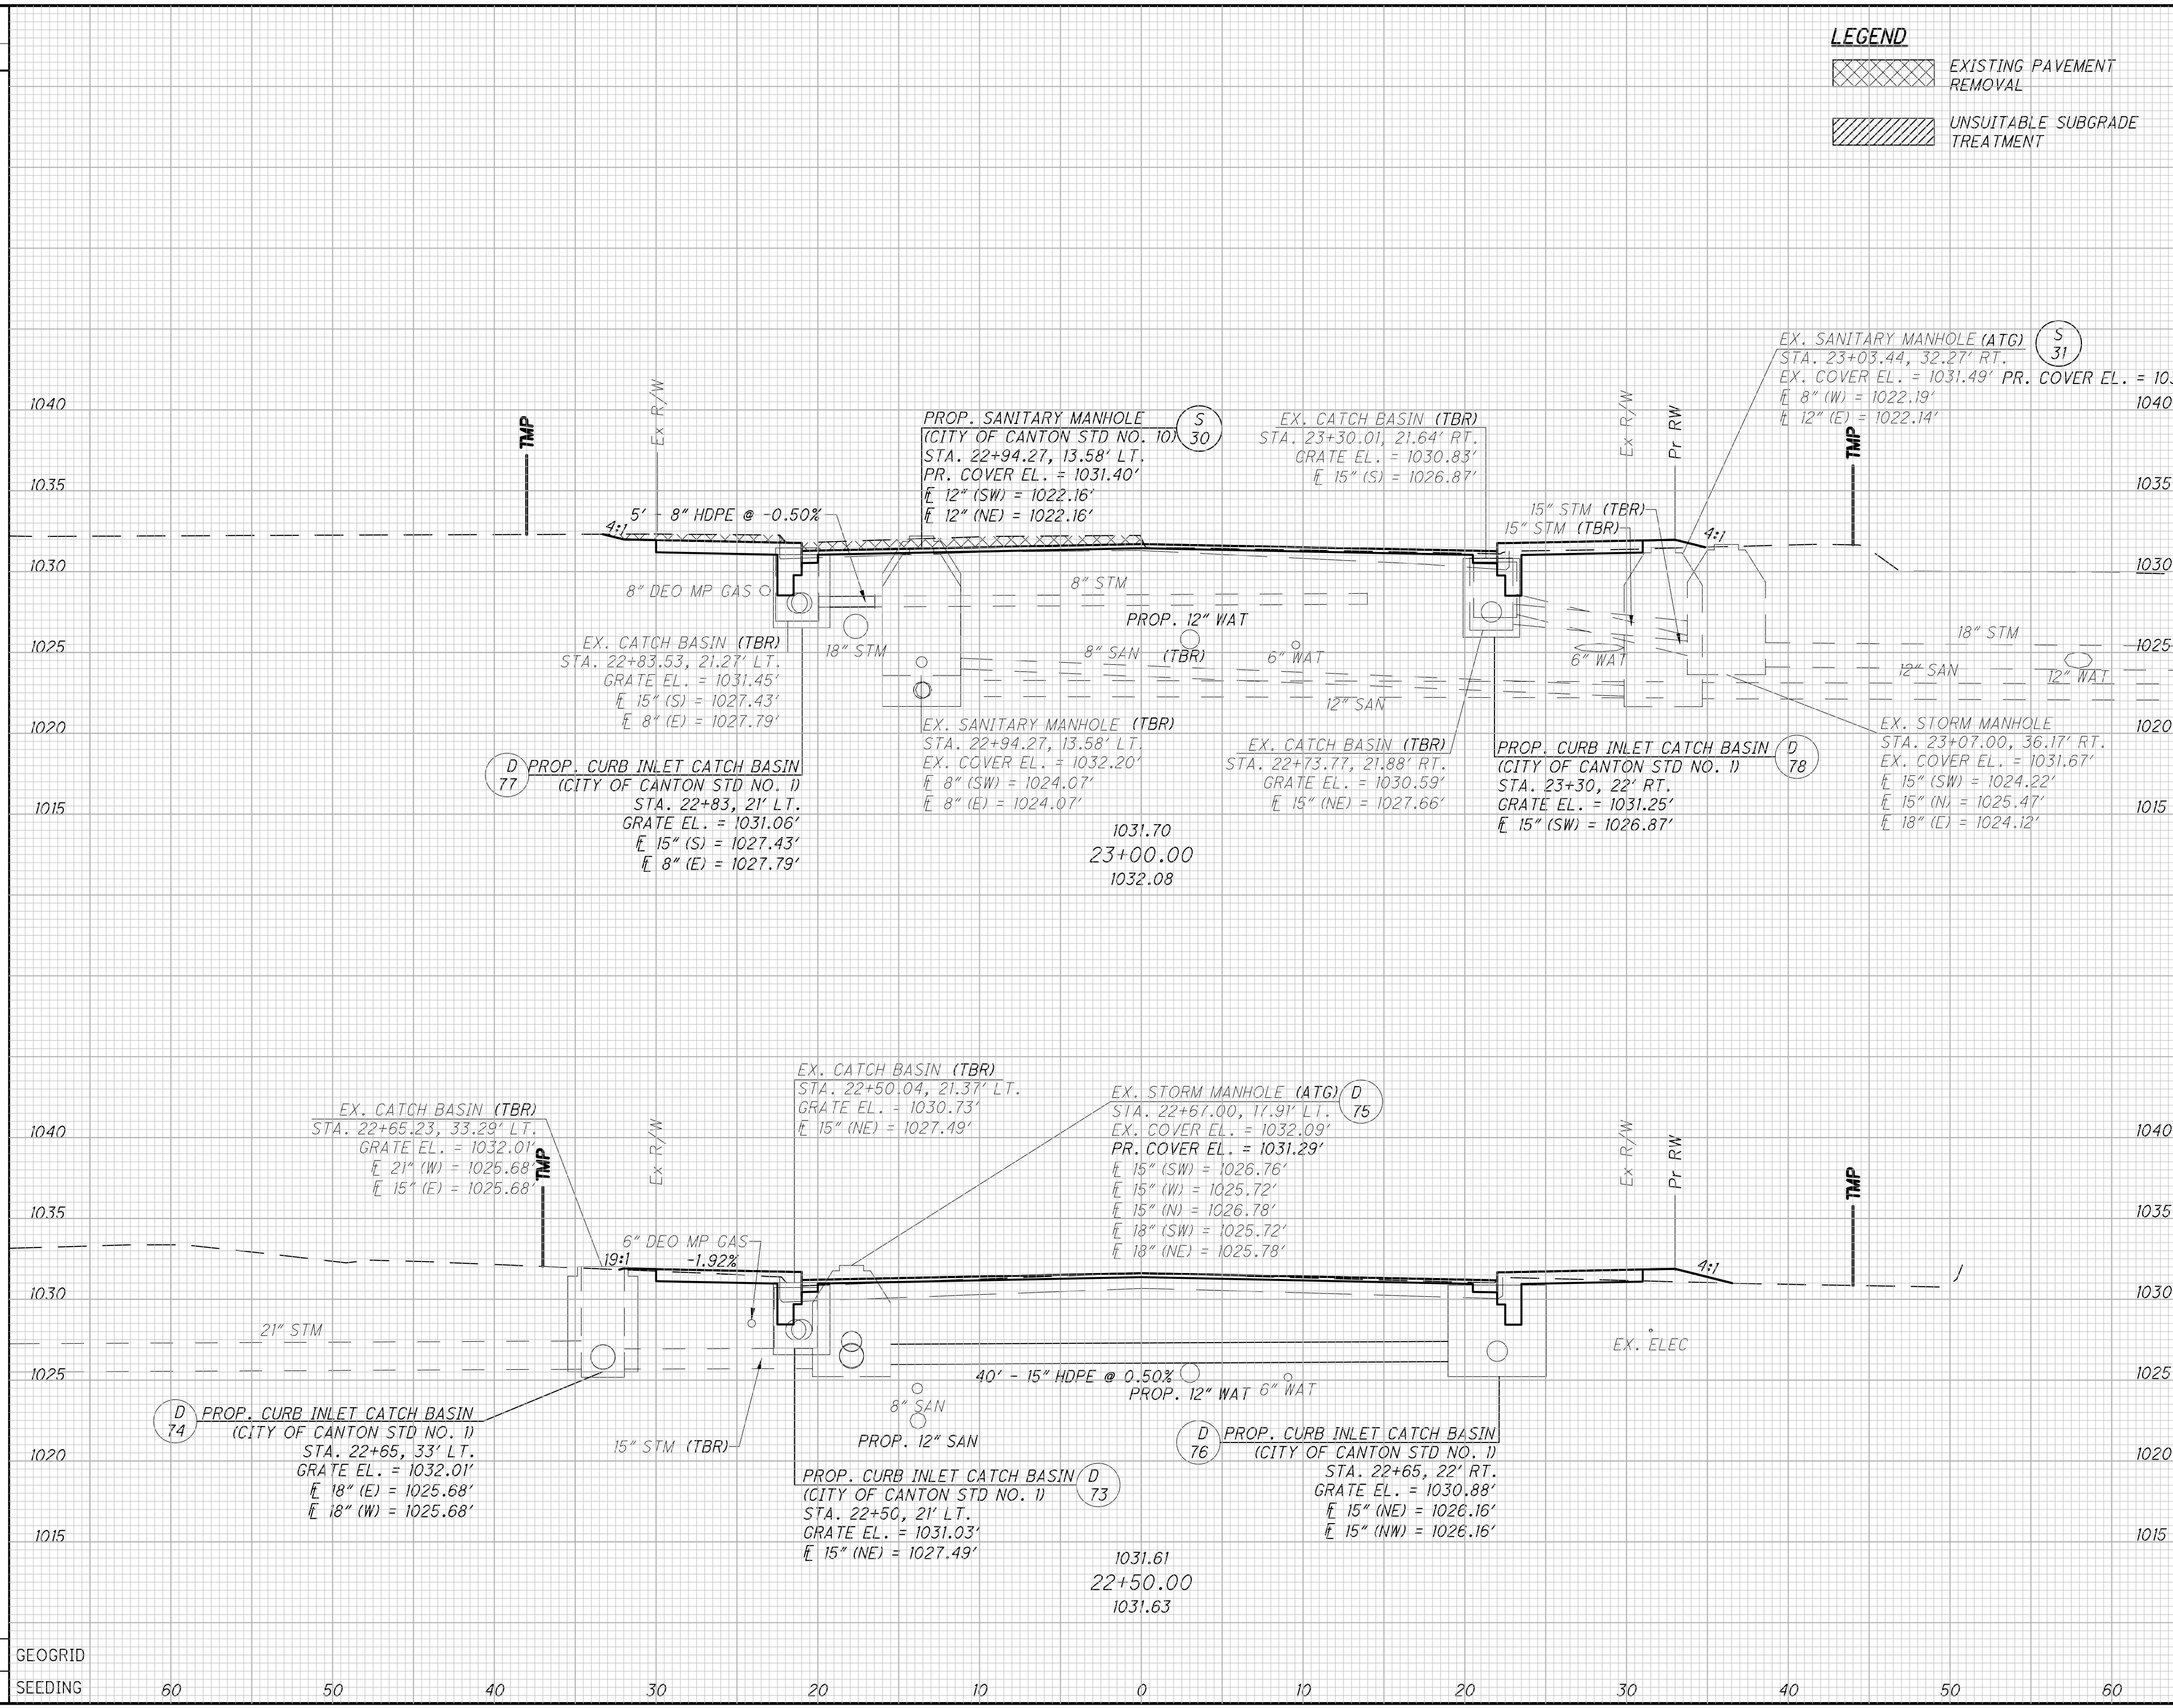 LEGEND
EXISTING PAVEMENT
REMOVAL
UNSUITABLE SUBGRADE
TREATMENT
EX. SANITARY MANHOLE (ATG)
S
31
STA. 23+03.44, 32.27' RT.
EX. COVER EL. = 1031.49' PR. COVER EL. = 103
℄ 8" (W) = 1022.19'
℄ 12" (E) = 1022.14'
1040
1040
TMP
Ex R/W
PROP. SANITARY MANHOLE
(CITY OF CANTON STD NO. 10)
S
30
STA. 22+94.27, 13.58' LT.
PR. COVER EL. = 1031.40'
℄ 12" (SW) = 1022.16'
℄ 12" (NE) = 1022.16'
EX. CATCH BASIN (TBR)
STA. 23+30.01, 21.64' RT.
GRATE EL. = 1030.83'
℄ 15" (S) = 1026.87'
Ex R/W
Pr RW
TMP
1035
1035
5' - 8" HDPE @ -0.50%
4:1
15" STM (TBR)
15" STM (TBR)
4:1
1030
1030
8" DEO MP GAS
8" STM
PROP. 12" WAT
EX. CATCH BASIN (TBR)
STA. 22+83.53, 21.27' LT.
GRATE EL. = 1031.45'
℄ 15" (S) = 1027.43'
℄ 8" (E) = 1027.79'
18" STM
8" SAN
(TBR)
6" WAT
6" WAT
18" STM
12" SAN
12" WAT
1025
1025
12" SAN
1020
1020
EX. SANITARY MANHOLE (TBR)
STA. 22+94.27, 13.58' LT.
EX. COVER EL. = 1032.20'
℄ 8" (SW) = 1024.07'
℄ 8" (E) = 1024.07'
EX. CATCH BASIN (TBR)
STA. 22+73.77, 21.88' RT.
GRATE EL. = 1030.59'
℄ 15" (NE) = 1027.66'
PROP. CURB INLET CATCH BASIN
(CITY OF CANTON STD NO. 1)
D
78
STA. 23+30, 22' RT.
GRATE EL. = 1031.25'
℄ 15" (SW) = 1026.87'
EX. STORM MANHOLE
STA. 23+07.00, 36.17' RT.
EX. COVER EL. = 1031.67'
℄ 15" (SW) = 1024.22'
℄ 15" (N) = 1025.47'
℄ 18" (E) = 1024.12'
D
77
PROP. CURB INLET CATCH BASIN
(CITY OF CANTON STD NO. 1)
STA. 22+83, 21' LT.
GRATE EL. = 1031.06'
℄ 15" (S) = 1027.43'
℄ 8" (E) = 1027.79'
1015
1015
1031.70
23+00.00
1032.08
EX. CATCH BASIN (TBR)
STA. 22+50.04, 21.37' LT.
GRATE EL. = 1030.73'
℄ 15" (NE) = 1027.49'
EX. STORM MANHOLE (ATG)
D
75
STA. 22+67.00, 17.91' LT.
EX. COVER EL. = 1032.09'
PR. COVER EL. = 1031.29'
℄ 15" (SW) = 1026.76'
℄ 15" (W) = 1025.72'
℄ 15" (N) = 1026.78'
℄ 18" (SW) = 1025.72'
℄ 18" (NE) = 1025.78'
EX. CATCH BASIN (TBR)
STA. 22+65.23, 33.29' LT.
GRATE EL. = 1032.01'
℄ 21" (W) = 1025.68'
℄ 15" (E) = 1025.68'
1040
1040
TMP
Ex R/W
Ex R/W
Pr RW
TMP
1035
1035
6" DEO MP GAS
19:1
-1.92%
4:1
1030
1030
21" STM
EX. ELEC
1025
1025
40' - 15" HDPE @ 0.50%
PROP. 12" WAT
6" WAT
8" SAN
PROP. 12" SAN
15" STM (TBR)
D
74
PROP. CURB INLET CATCH BASIN
(CITY OF CANTON STD NO. 1)
STA. 22+65, 33' LT.
GRATE EL. = 1032.01'
℄ 18" (E) = 1025.68'
℄ 18" (W) = 1025.68'
1020
1020
PROP. CURB INLET CATCH BASIN
(CITY OF CANTON STD NO. 1)
D
73
STA. 22+50, 21' LT.
GRATE EL. = 1031.03'
℄ 15" (NE) = 1027.49'
D
76
PROP. CURB INLET CATCH BASIN
(CITY OF CANTON STD NO. 1)
STA. 22+65, 22' RT.
GRATE EL. = 1030.88'
℄ 15" (NE) = 1026.16'
℄ 15" (NW) = 1026.16'
1015
1015
1031.61
22+50.00
1031.63
GEOGRID
SEEDING
60
50
40
30
20
10
0
10
20
30
40
50
60